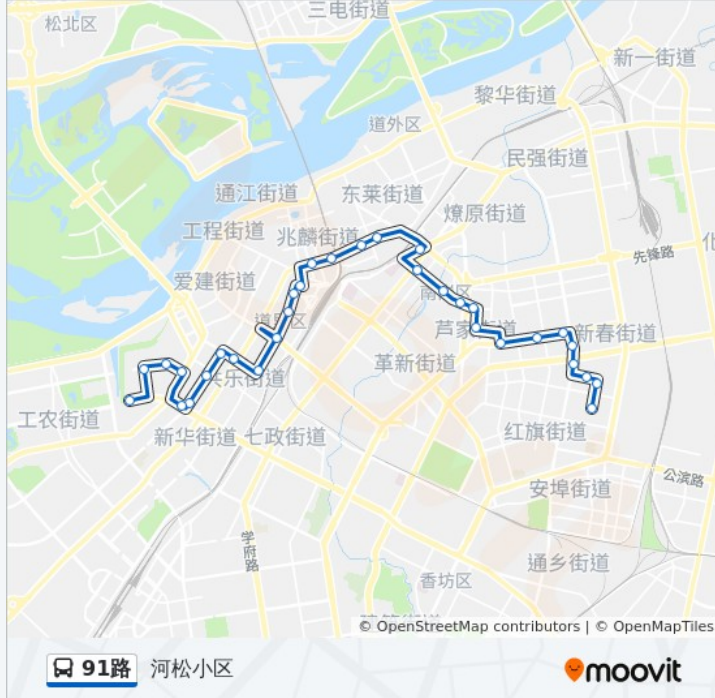 三电街道
松北区
新一街道
黎华街道
道外区
民强街道
通江街道
东莱街道
燎原街道
工程街道
兆麟街道
先锋路
爱建街道
道里区
芦家街道
新春街道
革新街道
共乐街道
工农街道
新华街道
七政街道
红旗街道
公滨路
安埠街道
学府路
通乡街道
香坊区
© OpenStreetMap contributors | © OpenMapTiles
91路 河松小区
moovit